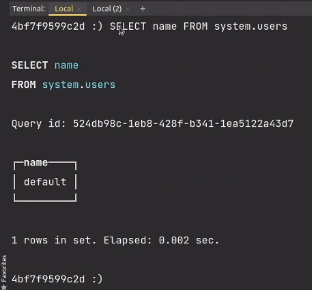 Terminal: Local × Local (2) × +
4bf7f9599c2d :) SELECT name FROM system.users
SELECT name
FROM system.users
Query id: 524db98c-1eb8-428f-b341-1ea5122a43d7
name
default
1 rows in set. Elapsed: 0.002 sec.
4bf7f9599c2d :)
Favorites